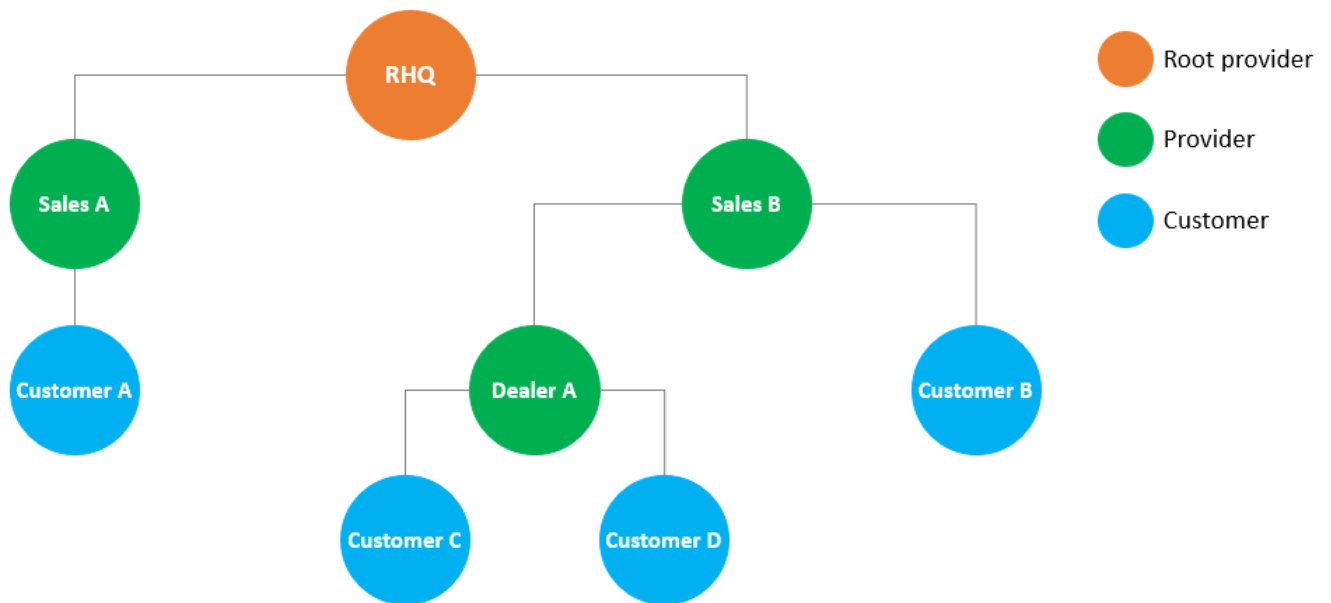 RHQ
Root provider
Provider
Sales A
Sales B
Customer
Customer A
Dealer A
Customer B
Customer C
Customer D